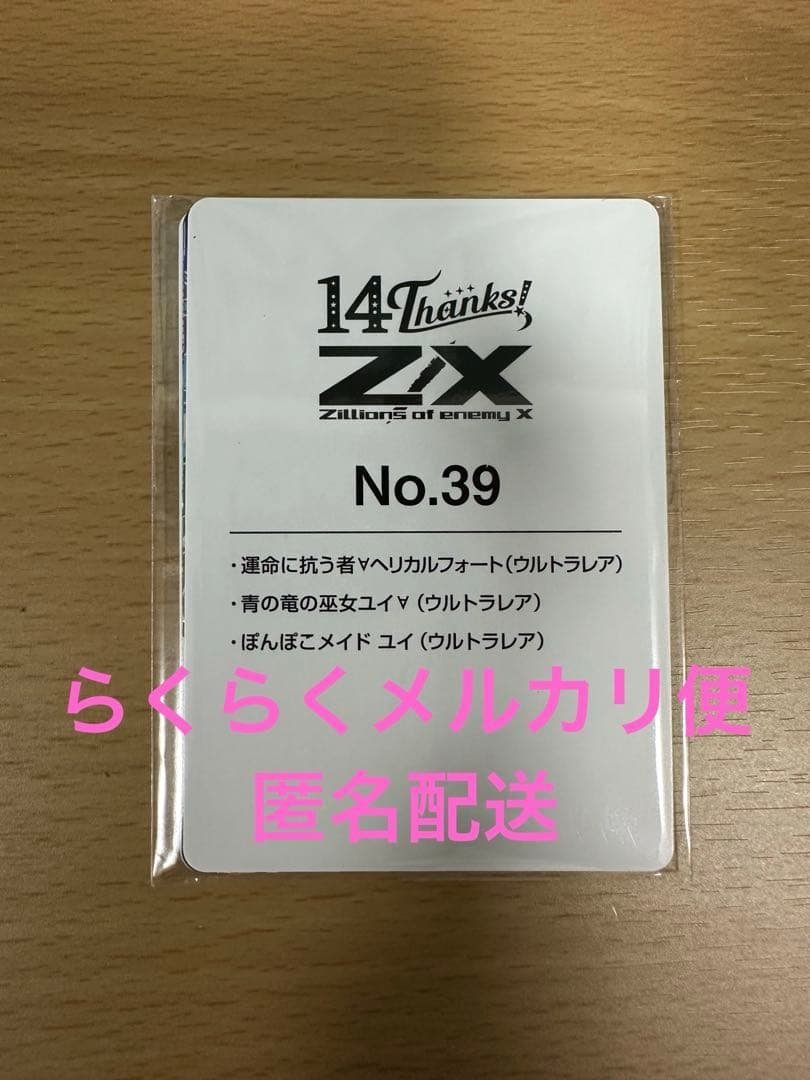 14Thanks!
Z/X
Zillions of enemy X
No.39
・運命に抗う者∀ヘリカルフォート(ウルトラレア)
・青の竜の巫女ユイ∀ (ウルトラレア)
・ぽんぽこメイド ユイ (ウルトラレア)
らくらくメルカリ便
匿名配送